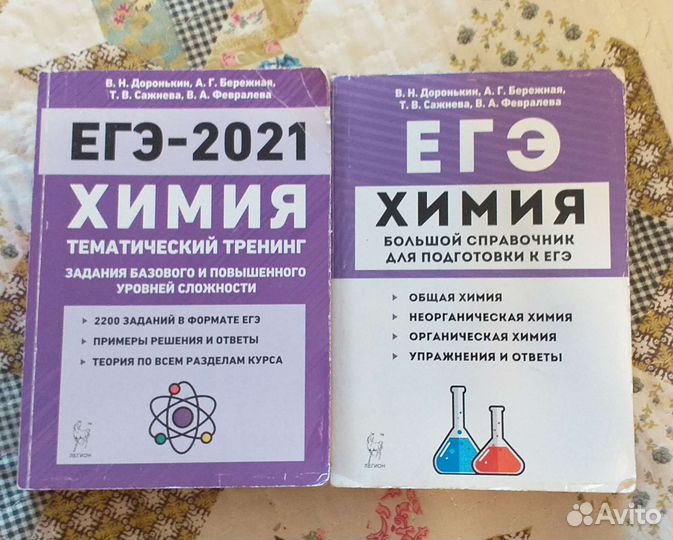 В. Н. Доронькин, А. Г. Бережная,
Т. В. Сажнева, В. А. Февралева
ЕГЭ-2021
ХИМИЯ
ТЕМАТИЧЕСКИЙ ТРЕНИНГ
ЗАДАНИЯ БАЗОВОГО И ПОВЫШЕННОГО
УРОВНЕЙ СЛОЖНОСТИ
2200 ЗАДАНИЙ В ФОРМАТЕ ЕГЭ
ПРИМЕРЫ РЕШЕНИЯ И ОТВЕТЫ
ТЕОРИЯ ПО ВСЕМ РАЗДЕЛАМ КУРСА
ЛЕГИОН
В. Н. Доронькин, А. Г. Бережная,
Т. В. Сажнева, В. А. Февралева
ЕГЭ
ХИМИЯ
БОЛЬШОЙ СПРАВОЧНИК
ДЛЯ ПОДГОТОВКИ К ЕГЭ
ОБЩАЯ ХИМИЯ
НЕОРГАНИЧЕСКАЯ ХИМИЯ
ОРГАНИЧЕСКАЯ ХИМИЯ
УПРАЖНЕНИЯ И ОТВЕТЫ
ЛЕГИОН
Avito